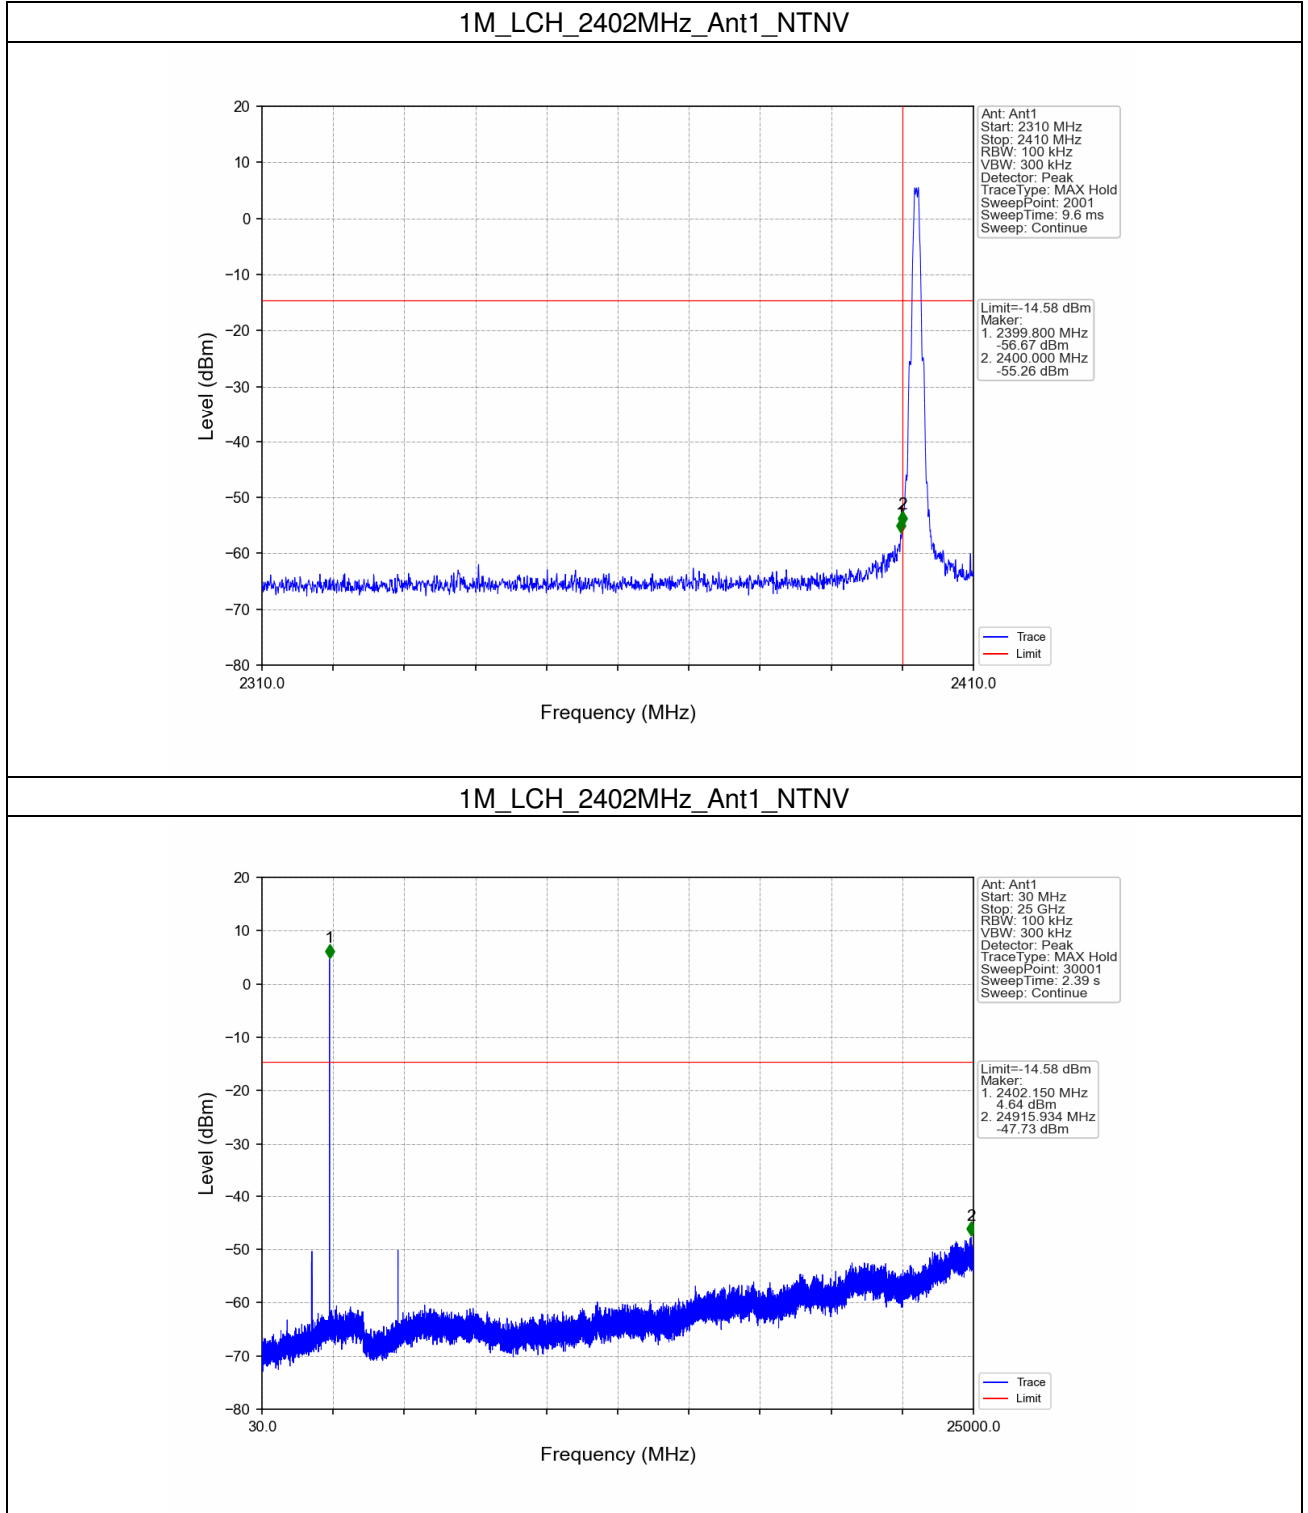 1M_LCH_2402MHz_Ant1_NTNV
20
10
0
−10
−20
−30
−40
−50
−60
−70
−80
Level (dBm)
2310.0
2410.0
Frequency (MHz)
2
Ant: Ant1
Start: 2310 MHz
Stop: 2410 MHz
RBW: 100 kHz
VBW: 300 kHz
Detector: Peak
TraceType: MAX Hold
SweepPoint: 2001
SweepTime: 9.6 ms
Sweep: Continue
Limit=-14.58 dBm
Maker:
1. 2399.800 MHz
-56.67 dBm
2. 2400.000 MHz
-55.26 dBm
Trace
Limit
1M_LCH_2402MHz_Ant1_NTNV
20
10
0
−10
−20
−30
−40
−50
−60
−70
−80
Level (dBm)
30.0
25000.0
Frequency (MHz)
1
2
Ant: Ant1
Start: 30 MHz
Stop: 25 GHz
RBW: 100 kHz
VBW: 300 kHz
Detector: Peak
TraceType: MAX Hold
SweepPoint: 30001
SweepTime: 2.39 s
Sweep: Continue
Limit=-14.58 dBm
Maker:
1. 2402.150 MHz
4.64 dBm
2. 24915.934 MHz
-47.73 dBm
Trace
Limit